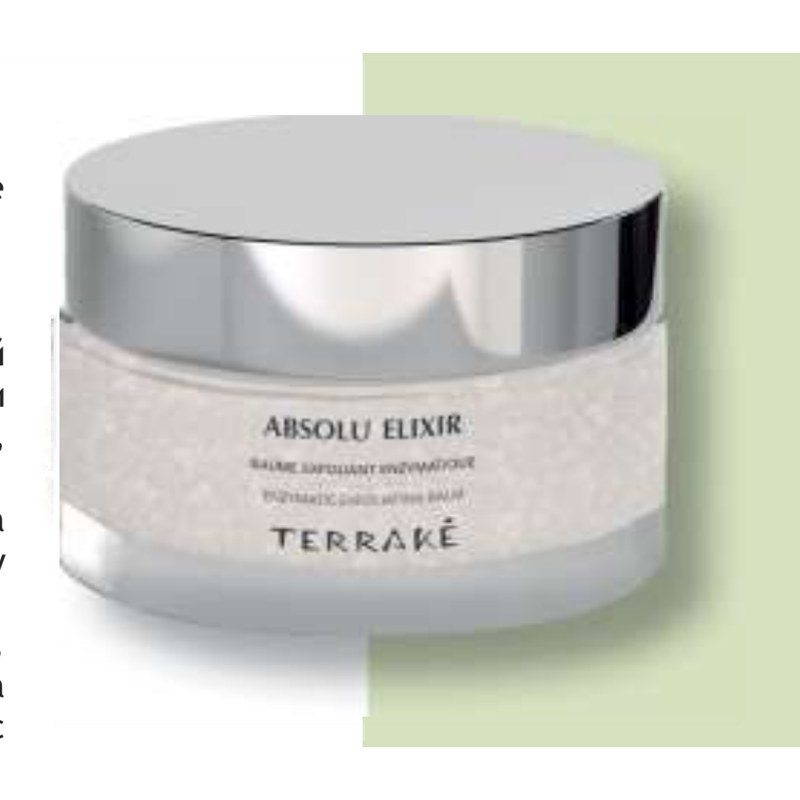 ABSOLU ELIXIR
BAUME EXFOLIANT ENZYMATIQUE
ENZYMATIC EXFOLIATING BALM
TERRAKÉ